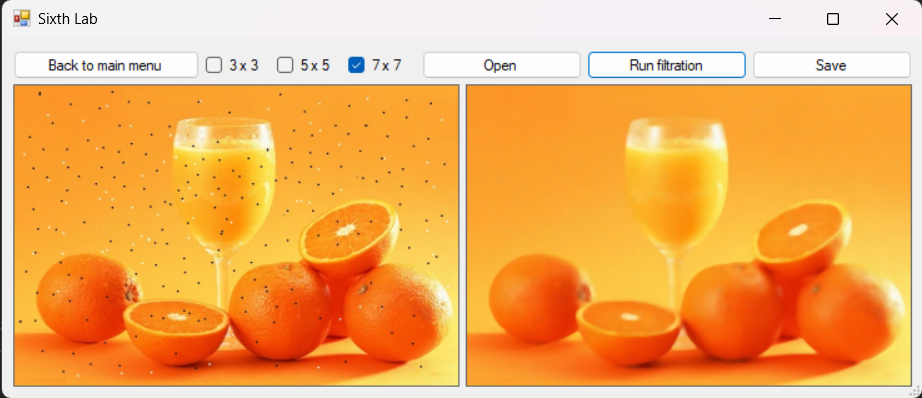 Sixth Lab
Back to main menu 3 x 3 5 x 5 7 x 7 Open Run filtration Save